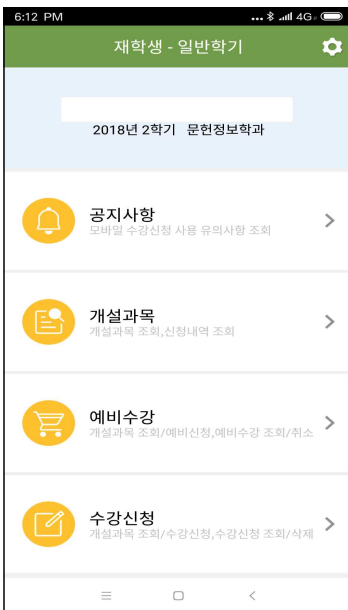 6:12 PM ... 4G
재학생 - 일반학기
2018년 2학기 문헌정보학과
공지사항
모바일 수강신청 사용 유의사항 조회
개설과목
개설과목 조회,신청내역 조회
예비수강
개설과목 조회/예비신청,예비수강 조회/취소
수강신청
개설과목 조회/수강신청,수강신청 조회/삭제